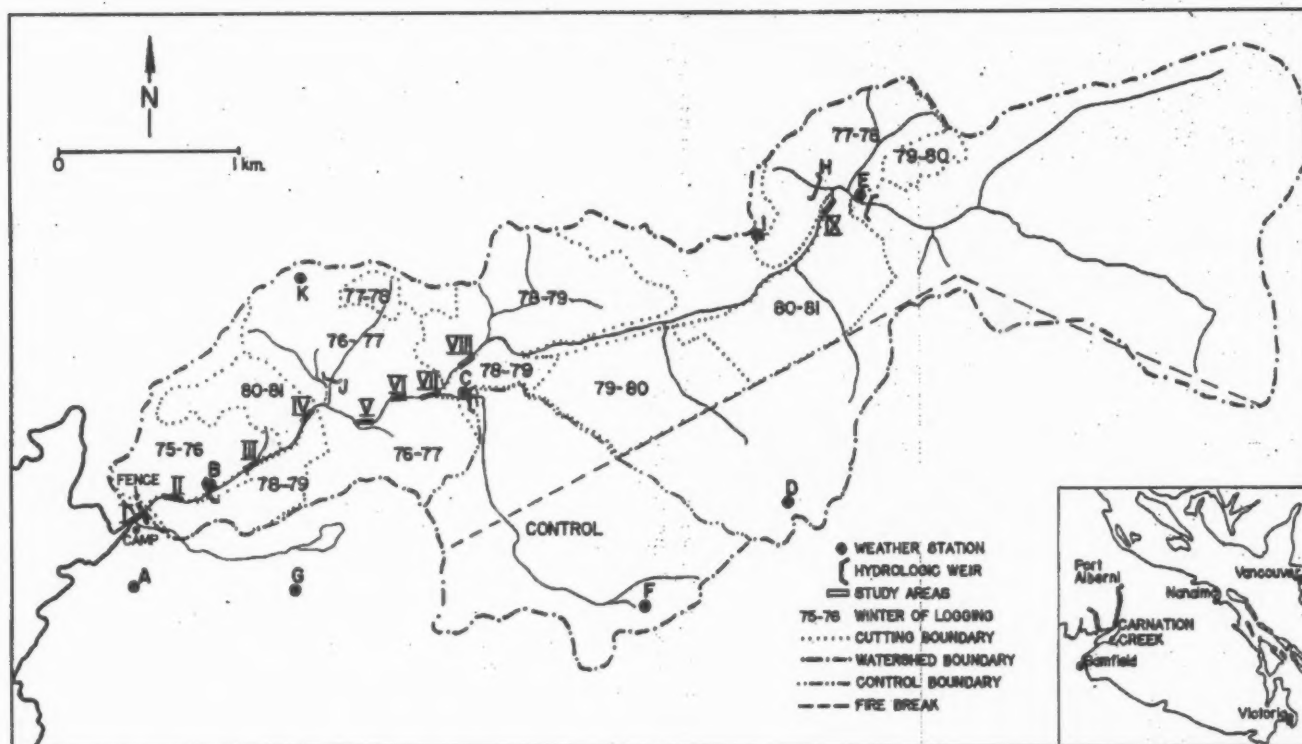 N
0 1 km.
77-78
79-80
H
E
IX
I
K
77-78
78-79
80-81
76-77
VIII
J
VI
VII
C
78-79
79-80
80-81
IV
V
75-76
III
76-77
FENCE
II
B
78-79
D
I
CAMP
CONTROL
A
G
F
WEATHER STATION
HYDROLOGIC WEIR
STUDY AREAS
75-76 WINTER OF LOGGING
CUTTING BOUNDARY
WATERSHED BOUNDARY
CONTROL BOUNDARY
FIRE BREAK
Port
Alberni
Nanaimo
Vancouver
CARNATION
CREEK
Bamfield
Victoria